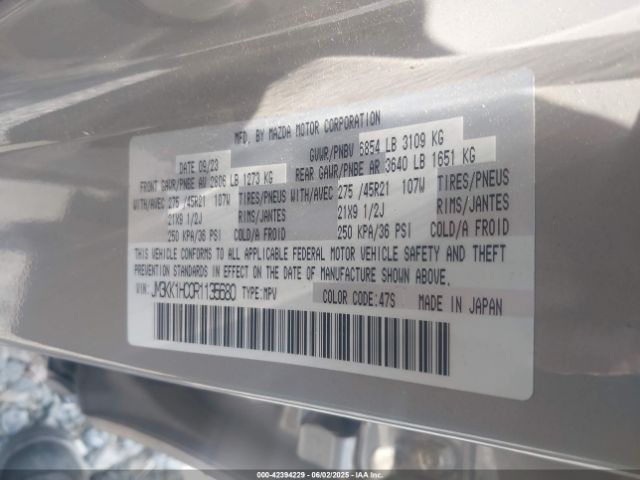 MFD. BY MAZDA MOTOR CORPORATION
DATE 09/23 GVWR/PNBV 6854 LB 3109 KG
FRONT GAWR/PNBE AV 2806 LB 1273 KG REAR GAWR/PNBE AR 3640 LB 1651 KG
WITH/AVEC 275 /45R21 107W TIRES/PNEUS WITH/AVEC 275 /45R21 107W TIRES/PNEUS
21X9 1/2J RIMS/JANTES 21X9 1/2J RIMS/JANTES
250 KPA/36 PSI COLD/A FROID 250 KPA/36 PSI COLD/A FROID
THIS VEHICLE CONFORMS TO ALL APPLICABLE FEDERAL MOTOR VEHICLE SAFETY AND THEFT
PREVENTION STANDARDS IN EFFECT ON THE DATE OF MANUFACTURE SHOWN ABOVE.
VIN: JM3KK1HC0R1135680 TYPE:MPV COLOR CODE:47S MADE IN JAPAN
000-42394229 - 06/02/2025 - IAA Inc.